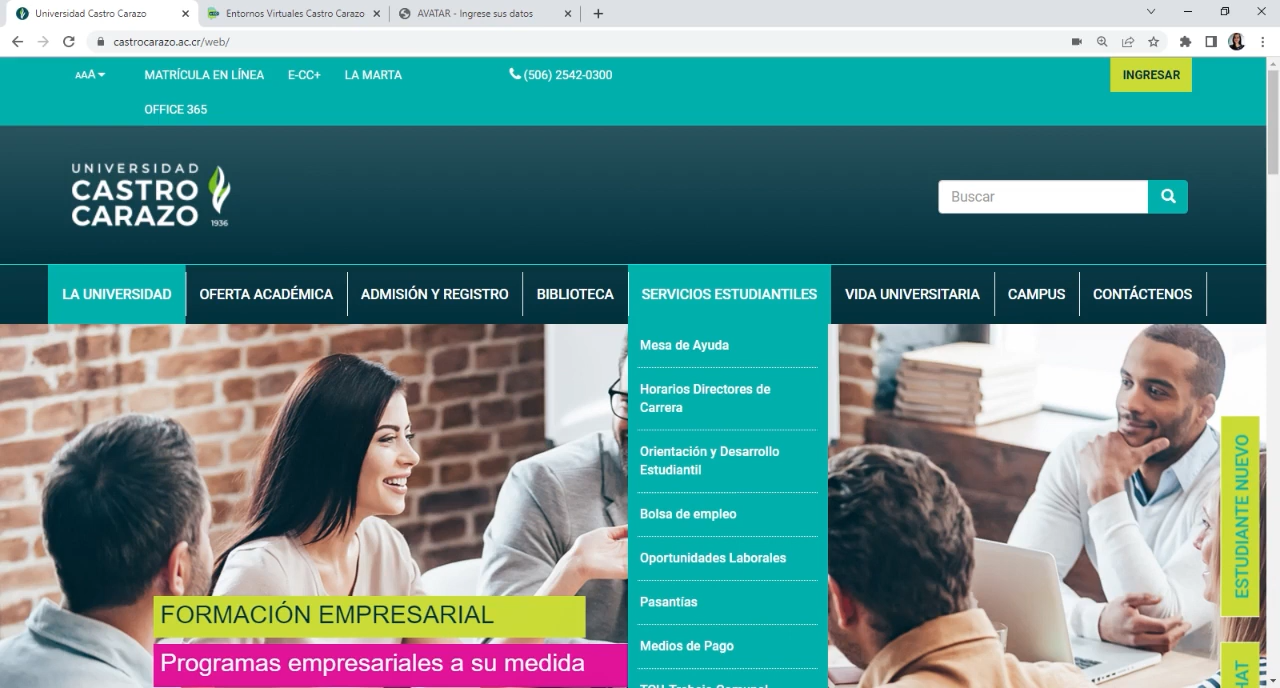 Universidad Castro Carazo
Entornos Virtuales Castro Carazo
AVATAR - Ingrese sus datos
castrocarazo.ac.cr/web/
AAA
MATRÍCULA EN LÍNEA
E-CC+
LA MARTA
(506) 2542-0300
INGRESAR
OFFICE 365
UNIVERSIDAD
CASTRO
CARAZO
1936
Buscar
LA UNIVERSIDAD
OFERTA ACADÉMICA
ADMISIÓN Y REGISTRO
BIBLIOTECA
SERVICIOS ESTUDIANTILES
VIDA UNIVERSITARIA
CAMPUS
CONTÁCTENOS
Mesa de Ayuda
Horarios Directores de
Carrera
Orientación y Desarrollo
Estudiantil
Bolsa de empleo
Oportunidades Laborales
Pasantías
Medios de Pago
FORMACIÓN EMPRESARIAL
Programas empresariales a su medida
ESTUDIANTE NUEVO